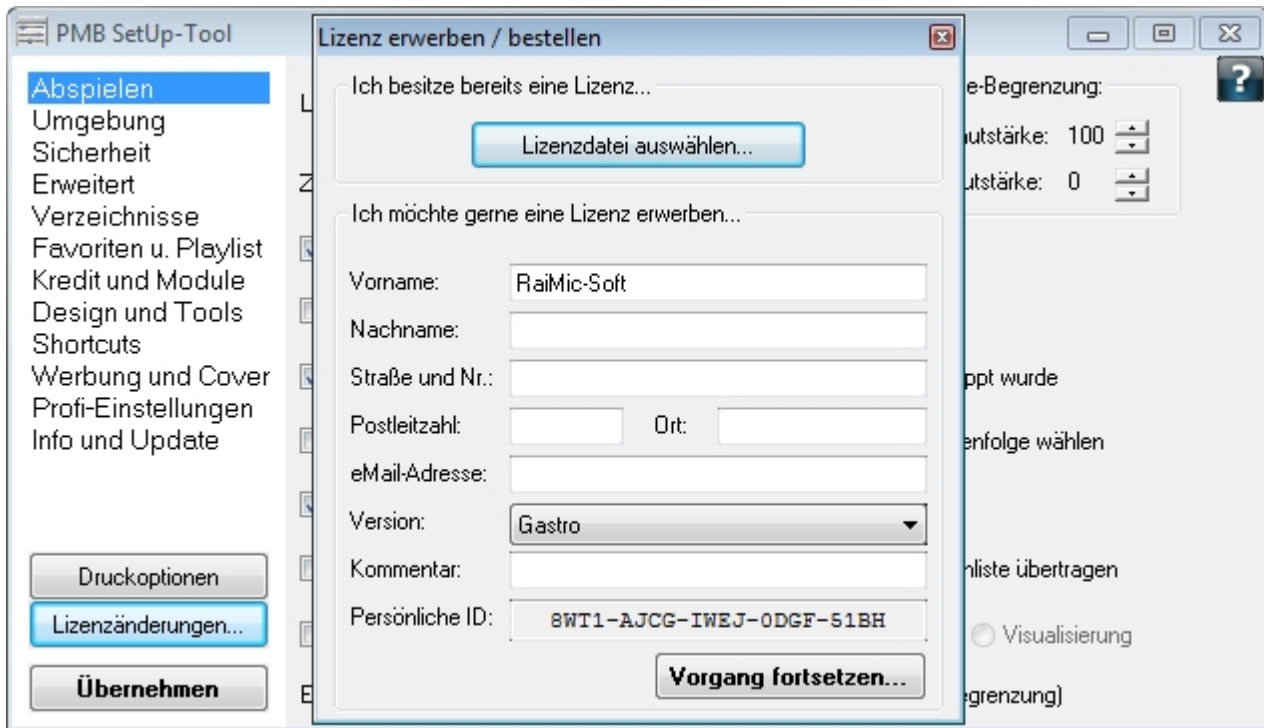 PMB SetUp-Tool
Abspielen
Umgebung
Sicherheit
Erweitert
Verzeichnisse
Favoriten u. Playlist
Kredit und Module
Design und Tools
Shortcuts
Werbung und Cover
Profi-Einstellungen
Info und Update
Druckoptionen
Lizenzänderungen...
Übernehmen
Lizenz erwerben / bestellen
Ich besitze bereits eine Lizenz...
Lizenzdatei auswählen...
Ich möchte gerne eine Lizenz erwerben...
Vorname: RaiMic-Soft
Nachname:
Straße und Nr.:
Postleitzahl: Ort:
eMail-Adresse:
Version: Gastro
Kommentar:
Persönliche ID: 8WT1-AJCG-IWEJ-0DGF-51BH
Vorgang fortsetzen...
?
e-Begrenzung:
utstärke: 100
utstärke: 0
ppt wurde
enfolge wählen
nliste übertragen
Visualisierung
egrenzung)